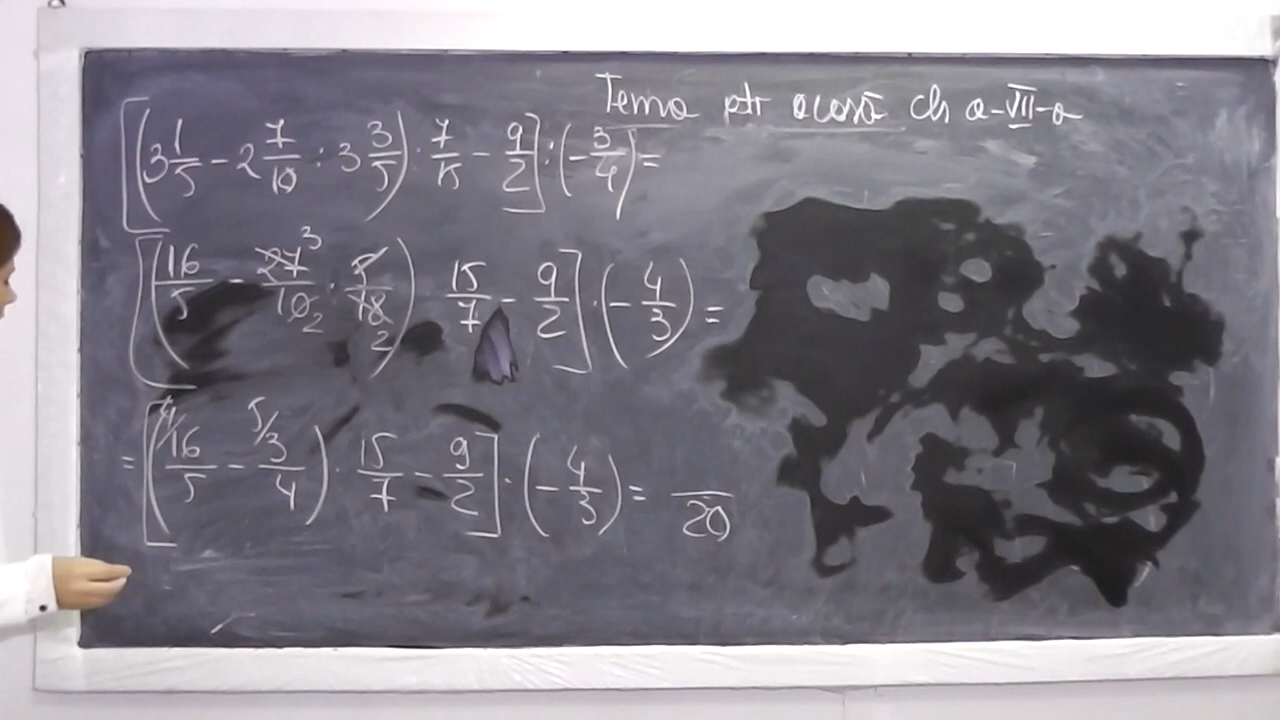 Tema ptr acasă cls a-VII-a
[(3 1/5 - 2 7/10 : 3 3/5) · 7/15 - 9/2] : (-3/4) =
[(16/5 - 27/10 · 5/18) 15/7 - 9/2] · (-4/3) =
= [(16/5 - 3/4) · 15/7 - 9/2] · (-4/3) = /20